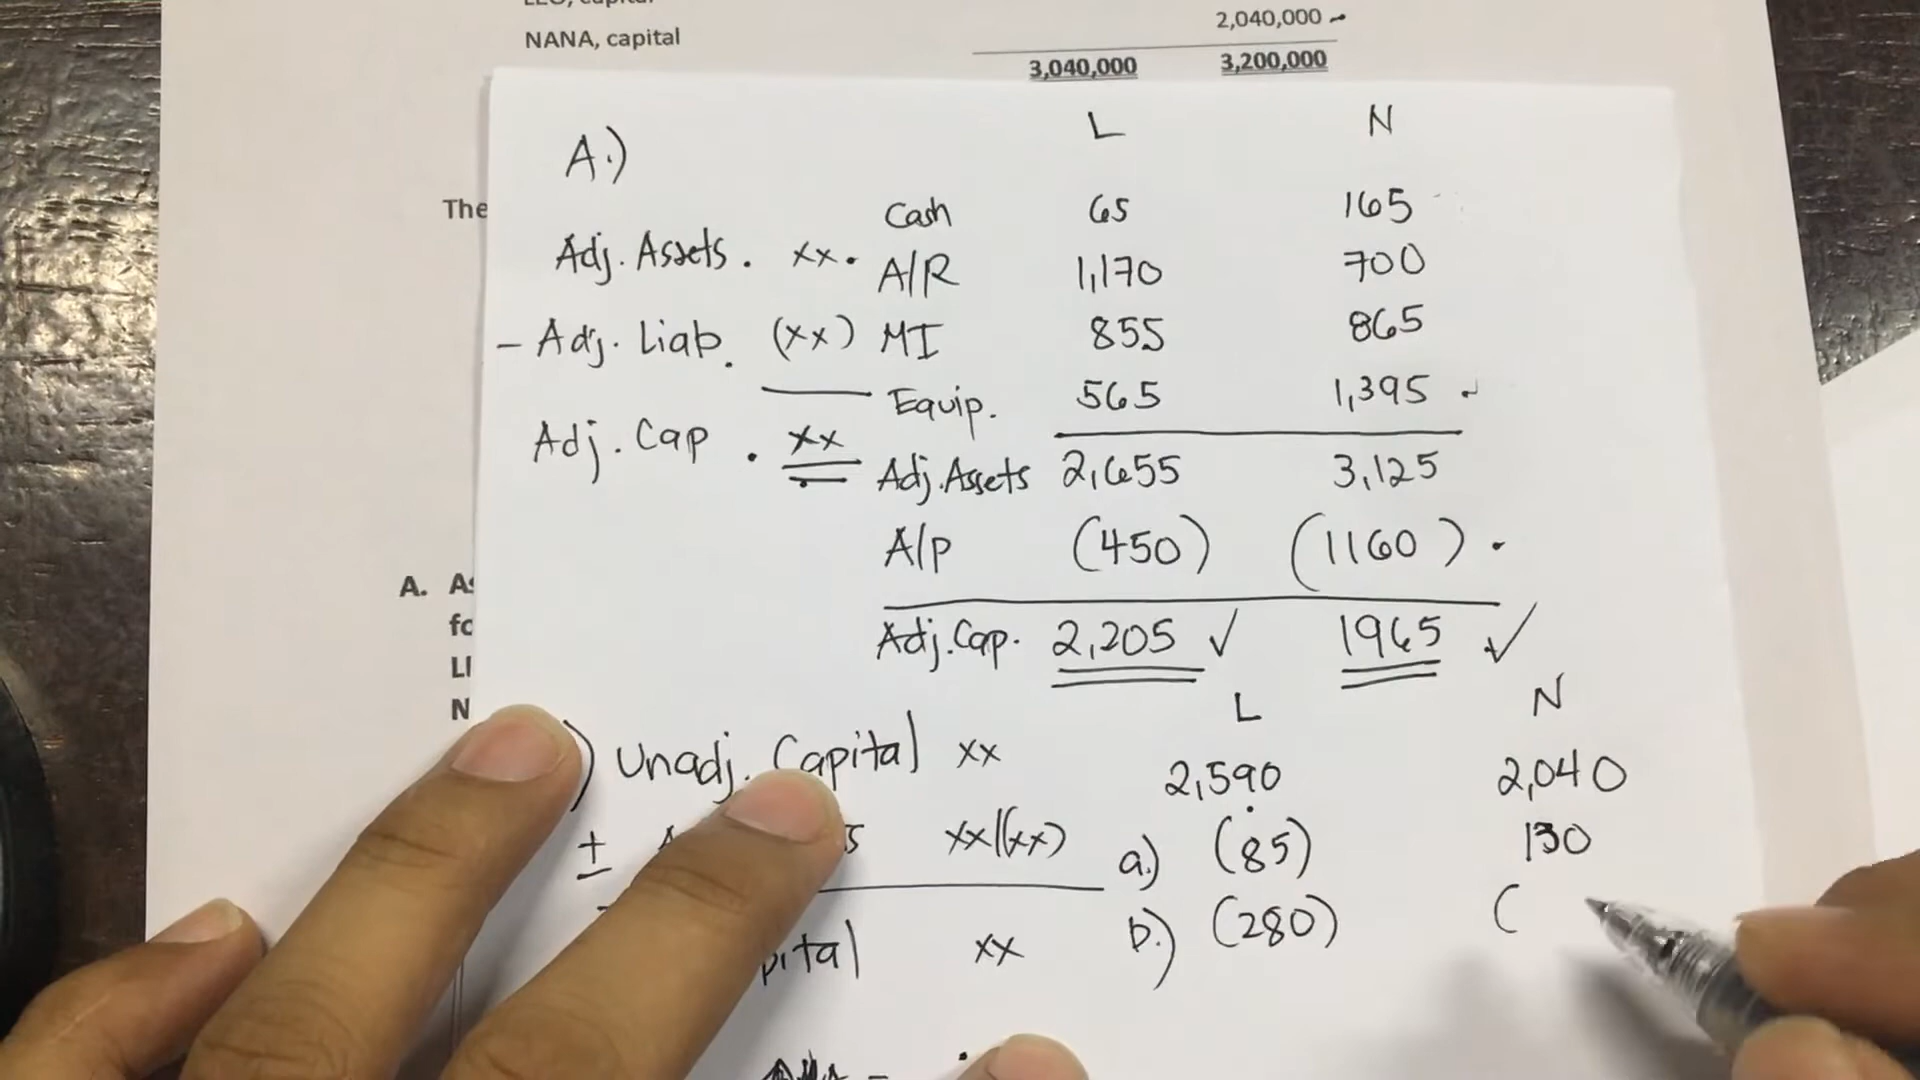 2,040,000
NANA, capital
3,040,000 3,200,000
L N
A.)
The
Cash 65 165
Adj. Assets. xx. A/R 1,170 700
- Adj. Liab. (xx) MI 855 865
Equip. 565 1,395
Adj. Cap . xx
Adj. Assets 2,655 3,125
A/p (450) (1160)
A.
Adj. Cap. 2,205 ✓ 1965 ✓
L N
) Unadj. Capital xx 2,590 2,040
± xx/(xx) a.) (85) 130
pital xx b.) (280) (